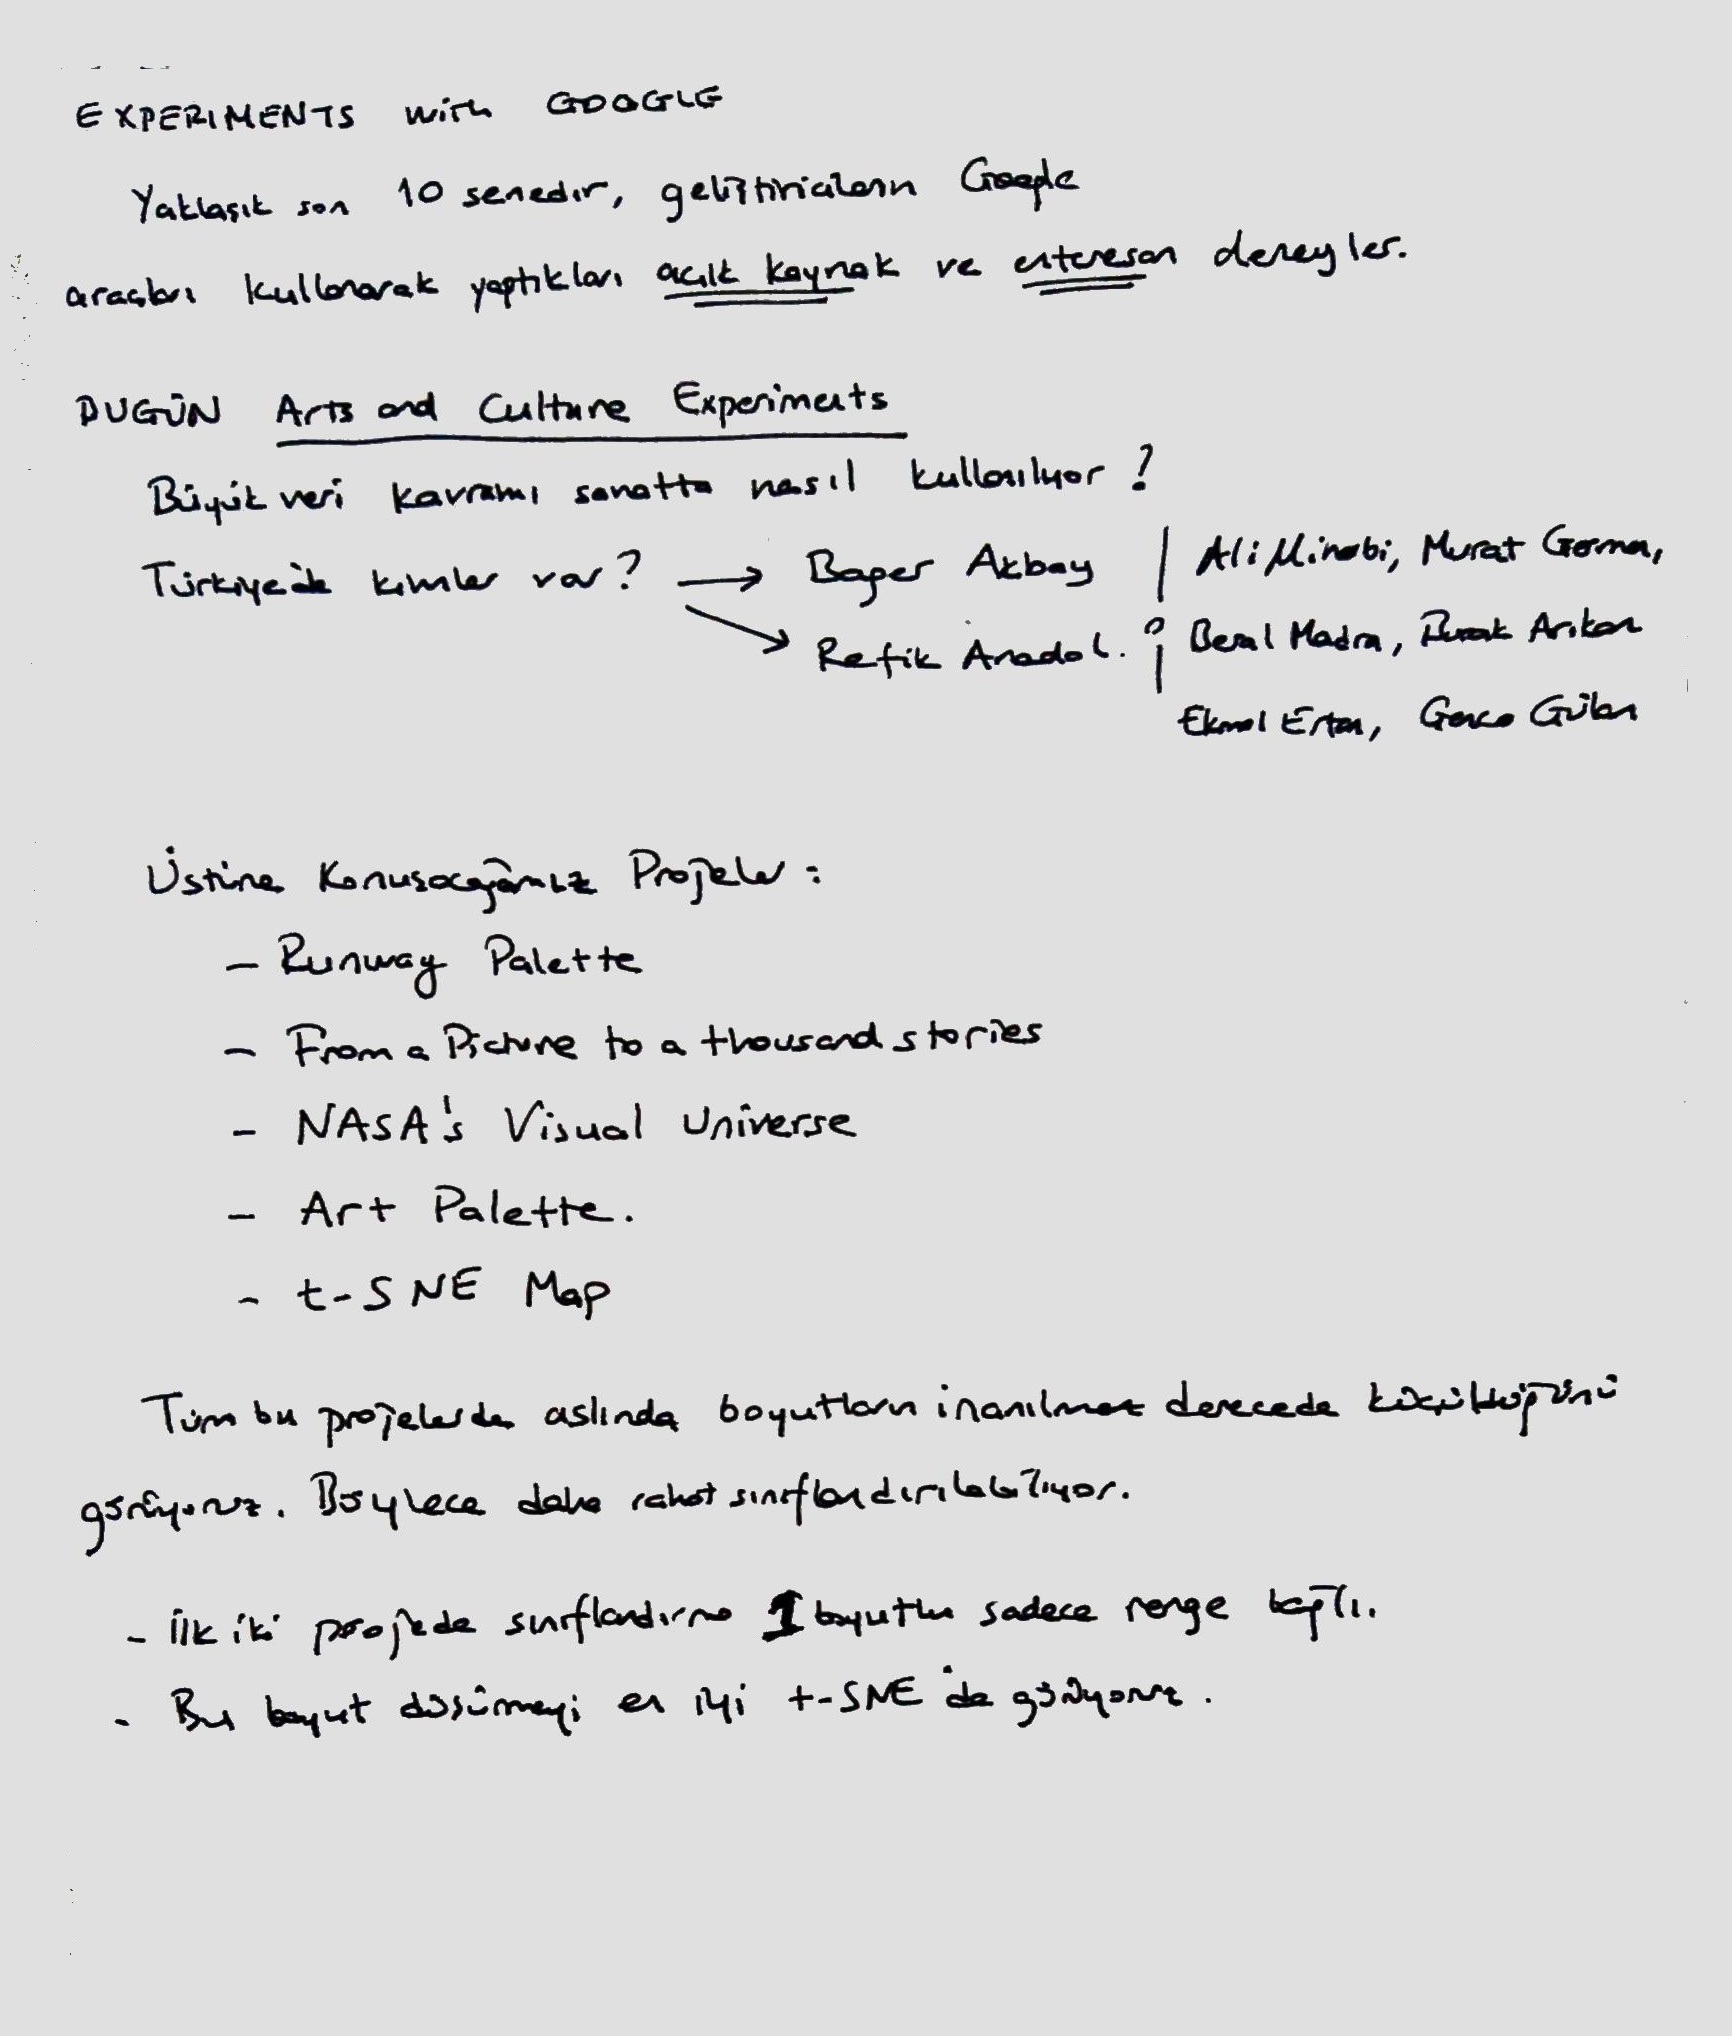 EXPERIMENTS with GOOGLE
Yaklaşık son 10 senedir, geliştiricilerin Google
araçları kullanarak yaptıkları açık kaynak ve enteresan deneyler.
BUGÜN Arts and Culture Experiments
Büyük veri kavramı sanatta nasıl kullanılıyor?
Türkiye'de kimler var? → Bager Akbay | Ali Minabi, Murat Germen,
→ Refik Anadol. Beral Madra, Burak Arıkan
Ekmel Ertan, Genco Gülan
Üstüne Konuşacağımız Projeler:
- Runway Palette
- From a Picture to a thousand stories
- NASA's Visual Universe
- Art Palette.
- t-SNE Map
Tüm bu projelerde aslında boyutların inanılmaz derecede küçüldüğünü
görüyoruz. Böylece daha rahat sınıflandırılabiliyor.
- İlk iki projede sınıflandırma 1 boyutlu sadece renge bağlı.
- Bu boyut düşürmeyi en iyi t-SNE'de görüyoruz.